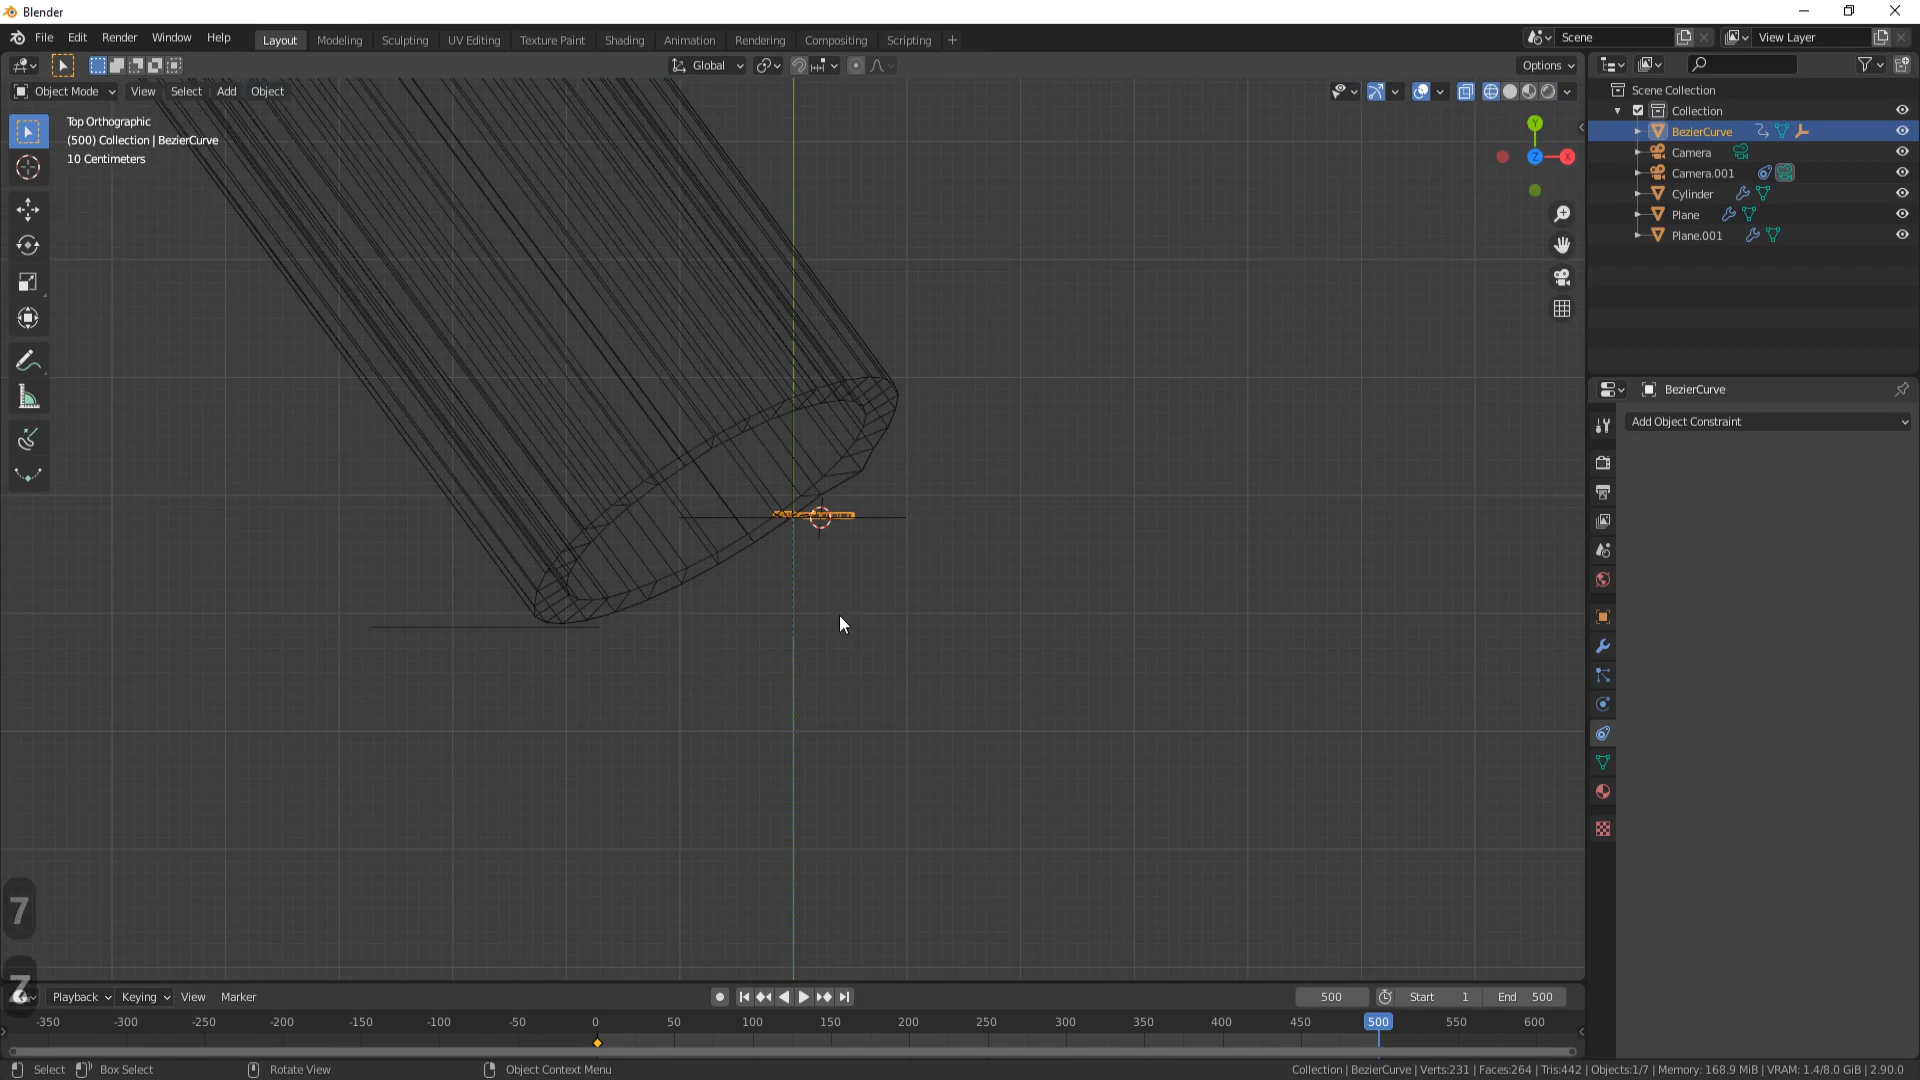 Blender
File Edit Render Window Help
Layout Modeling Sculpting UV Editing Texture Paint Shading Animation Rendering Compositing Scripting +
Scene
View Layer
Global
Options
Object Mode View Select Add Object
Top Orthographic
(500) Collection | BezierCurve
10 Centimeters
Y
Z
X
Scene Collection
Collection
BezierCurve
Camera
Camera.001
Cylinder
Plane
Plane.001
BezierCurve
Add Object Constraint
7
Z
Playback Keying View Marker
500 Start 1 End 500
-350 -300 -250 -200 -150 -100 -50 0 50 100 150 200 250 300 350 400 450 500 550 600
Select Box Select Rotate View Object Context Menu
Collection | BezierCurve | Verts:231 | Faces:264 | Tris:442 | Objects:1/7 | Memory: 168.9 MiB | VRAM: 1.4/8.0 GiB | 2.90.0